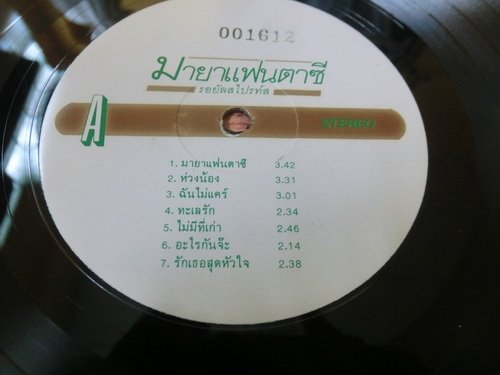 001612
มายาแฟนตาซี
รอยัลสไปรท์ส
A
STEREO
1. มายาแฟนตาซี 3.42
2. ห่วงน้อง 3.31
3. ฉันไม่แคร์ 3.01
4. ทะเลรัก 2.34
5. ไม่มีที่เก่า 2.46
6. อะไรกันจ๊ะ 2.14
7. รักเธอสุดหัวใจ 2.38